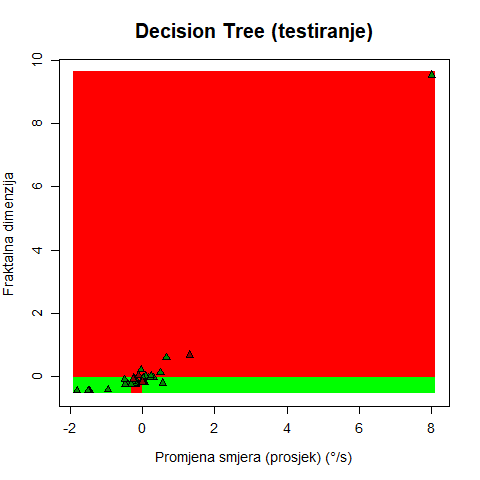 Decision Tree (testiranje)
Fraktalna dimenzija
10
8
6
4
2
0
-2 0 2 4 6 8
Promjena smjera (prosjek) (°/s)